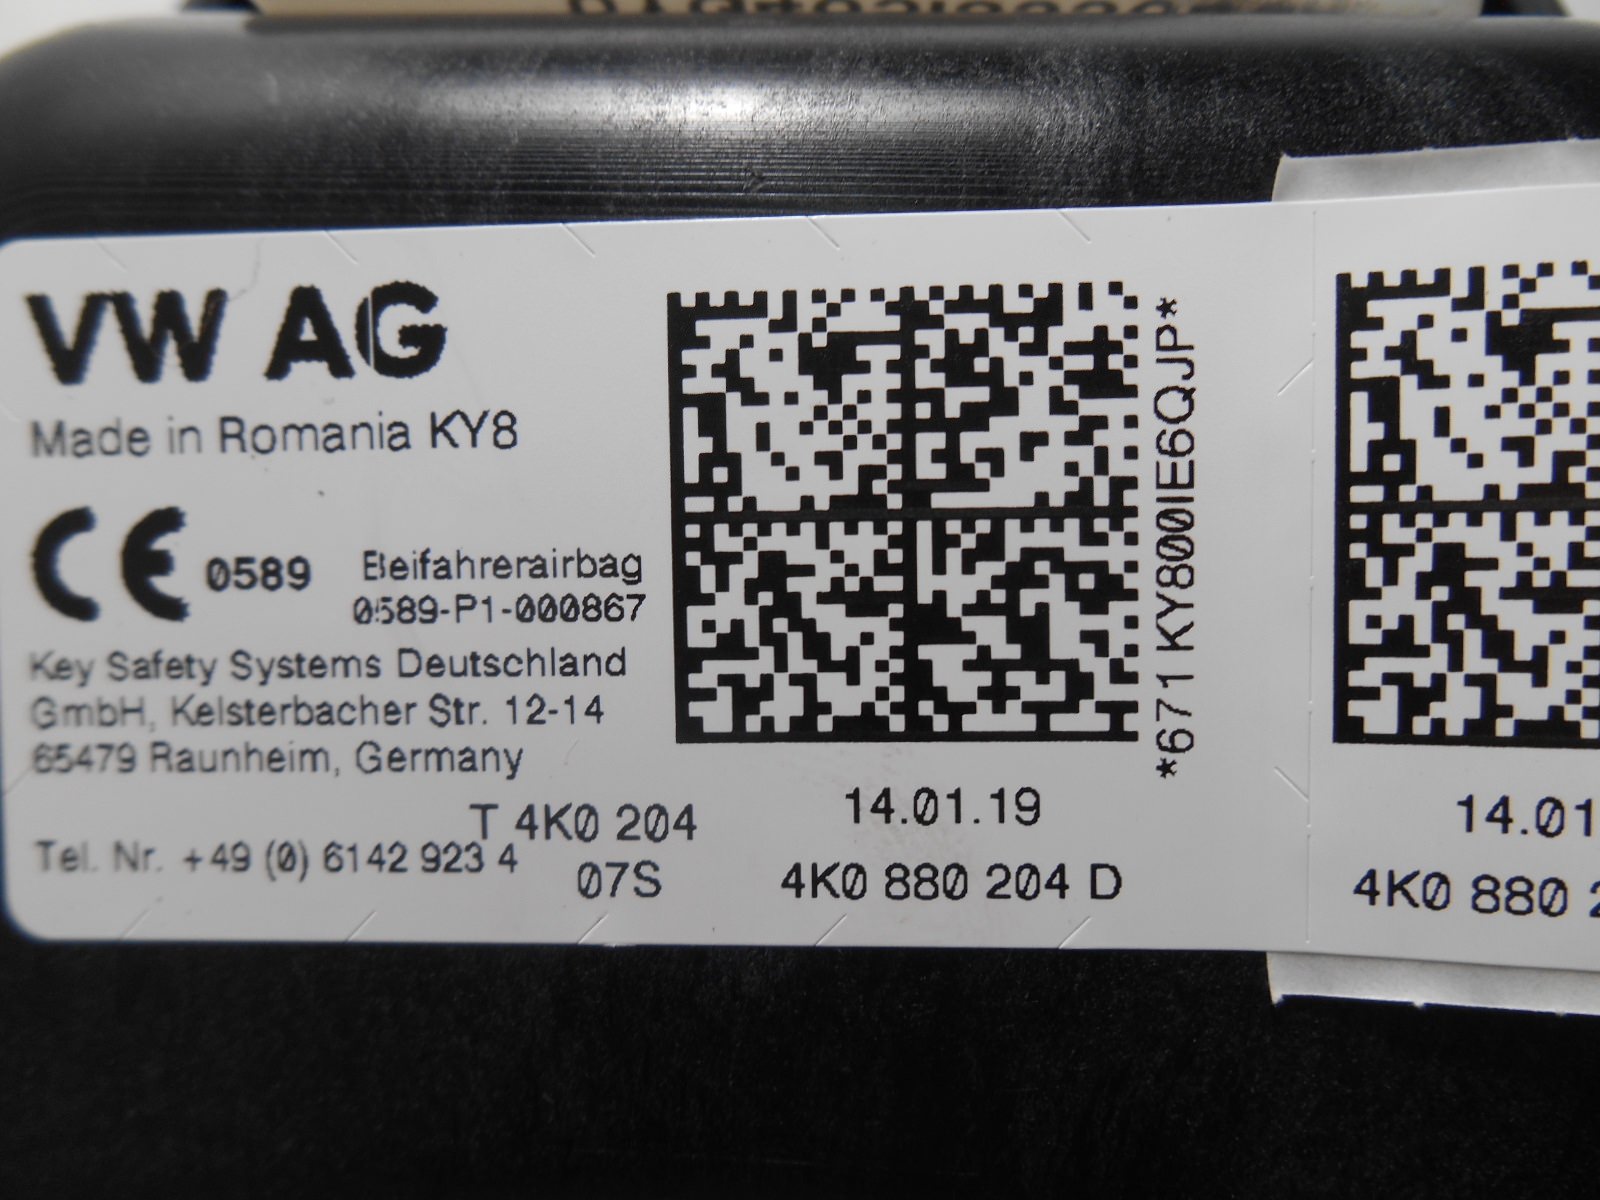 VW AG
Made in Romania KY8
CE 0589
Beifahrerairbag
0589-P1-000867
Key Safety Systems Deutschland
GmbH, Kelsterbacher Str. 12-14
65479 Raunheim, Germany
T 4K0 204
Tel. Nr. +49 (0) 6142 923 4
07S
*671 KY800IE6QJP*
14.01.19
4K0 880 204 D
14.01
4K0 880